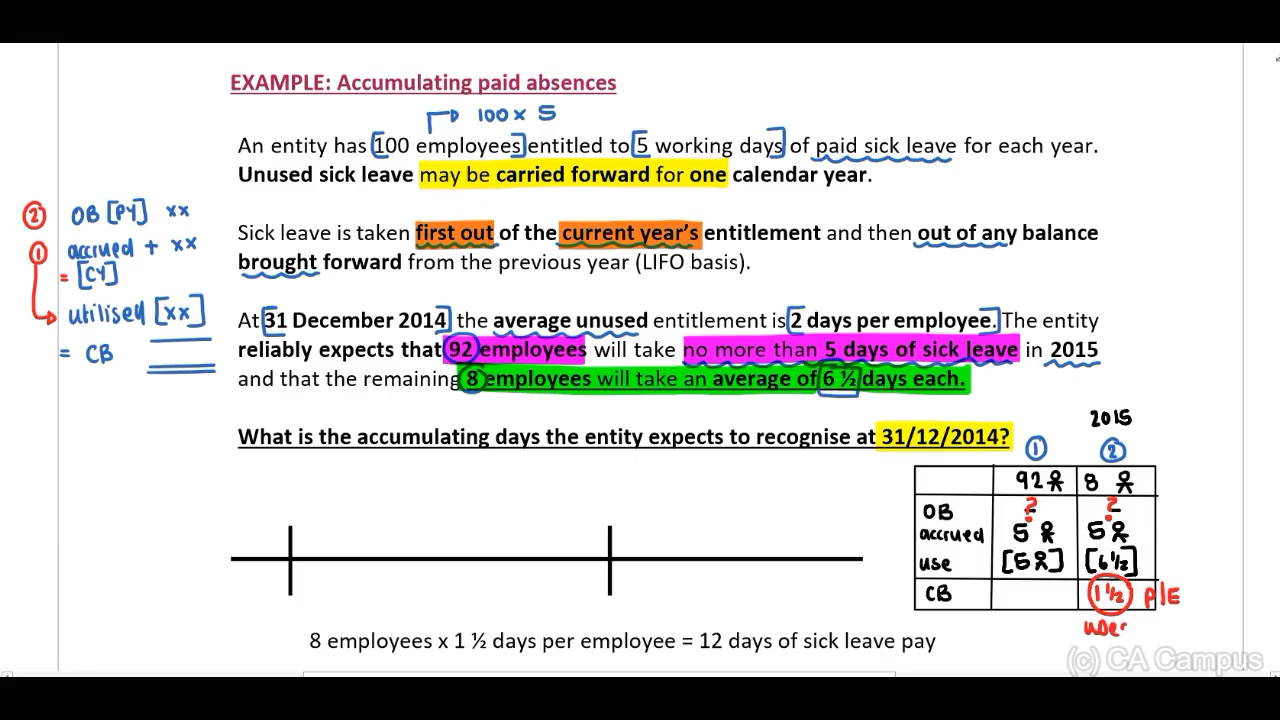 EXAMPLE: Accumulating paid absences
100 x 5
An entity has [100 employees] entitled to [5 working days] of paid sick leave for each year.
Unused sick leave may be carried forward for one calendar year.
② OB [PY] xx
① accrued + xx
= [CY]
utilised [xx]
= CB
Sick leave is taken first out of the current year's entitlement and then out of any balance
brought forward from the previous year (LIFO basis).
At [31 December 2014] the average unused entitlement is [2 days per employee.] The entity
reliably expects that 92 employees will take no more than 5 days of sick leave in 2015
and that the remaining 8 employees will take an average of 6 ½ days each.
What is the accumulating days the entity expects to recognise at 31/12/2014?
2015
① ②
92 8
OB ? ?
accrued 5 5
use [5] [6 1/2]
CB 1 1/2 P/E
user
8 employees x 1 ½ days per employee = 12 days of sick leave pay
(c) CA Campus